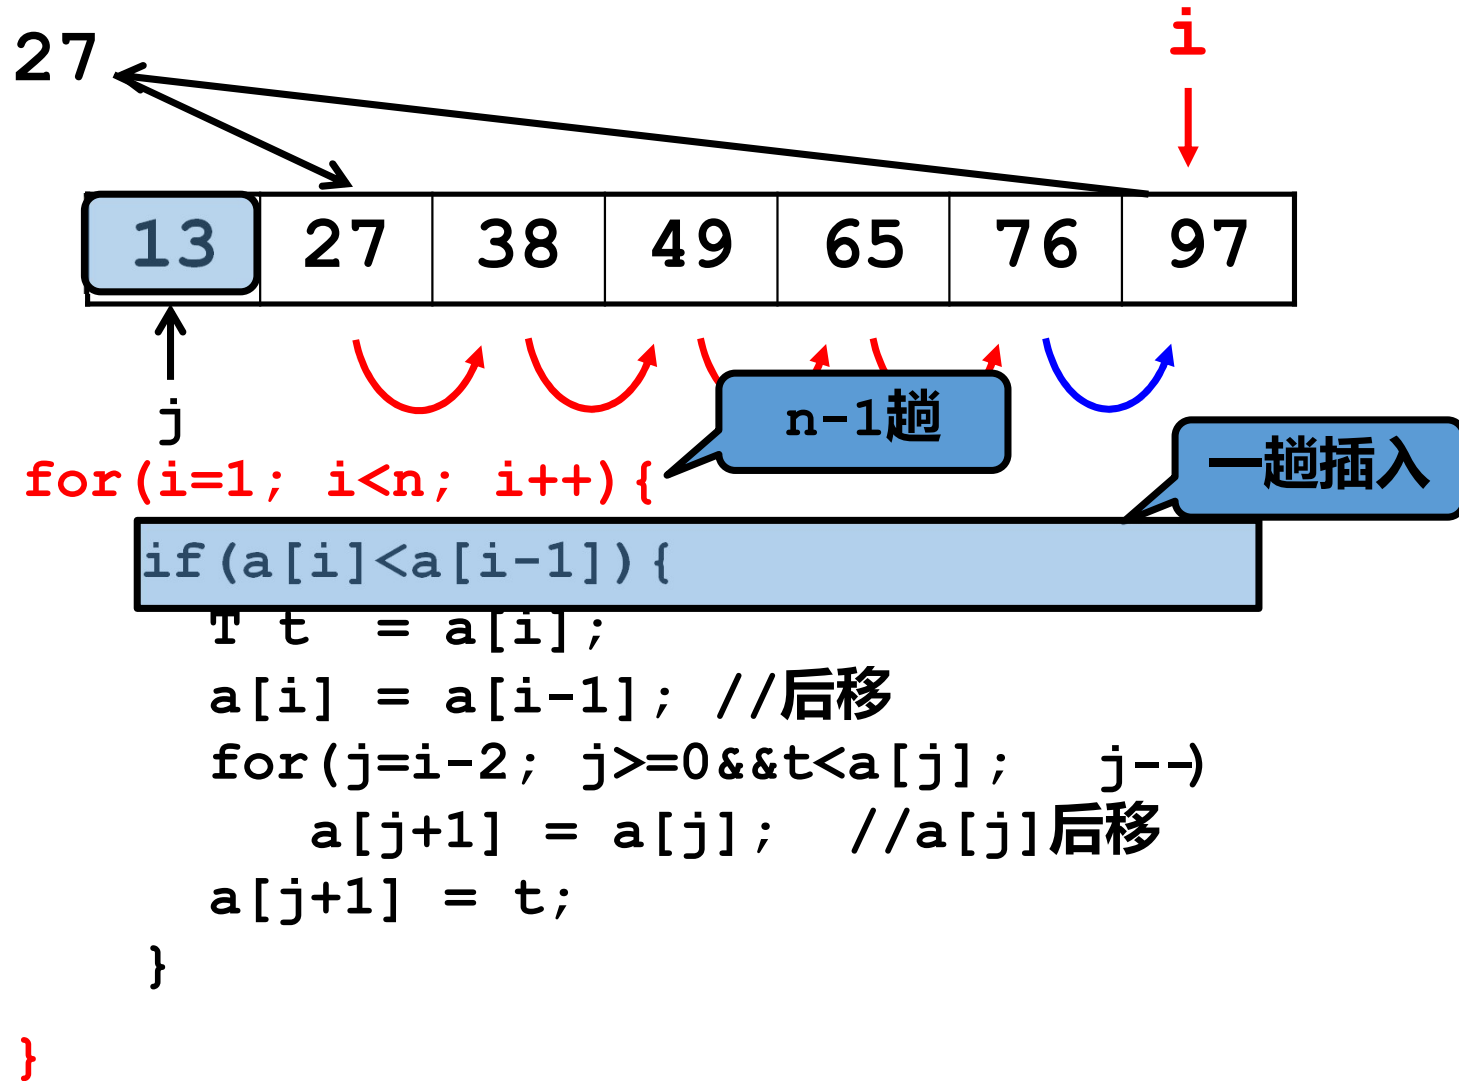 i
27
13 27 38 49 65 76 97
j
n-1趟
一趟插入
for(i=1; i<n; i++){
if(a[i]<a[i-1]){
T t = a[i];
a[i] = a[i-1]; //后移
for(j=i-2; j>=0&&t<a[j]; j--)
a[j+1] = a[j]; //a[j]后移
a[j+1] = t;
}
}